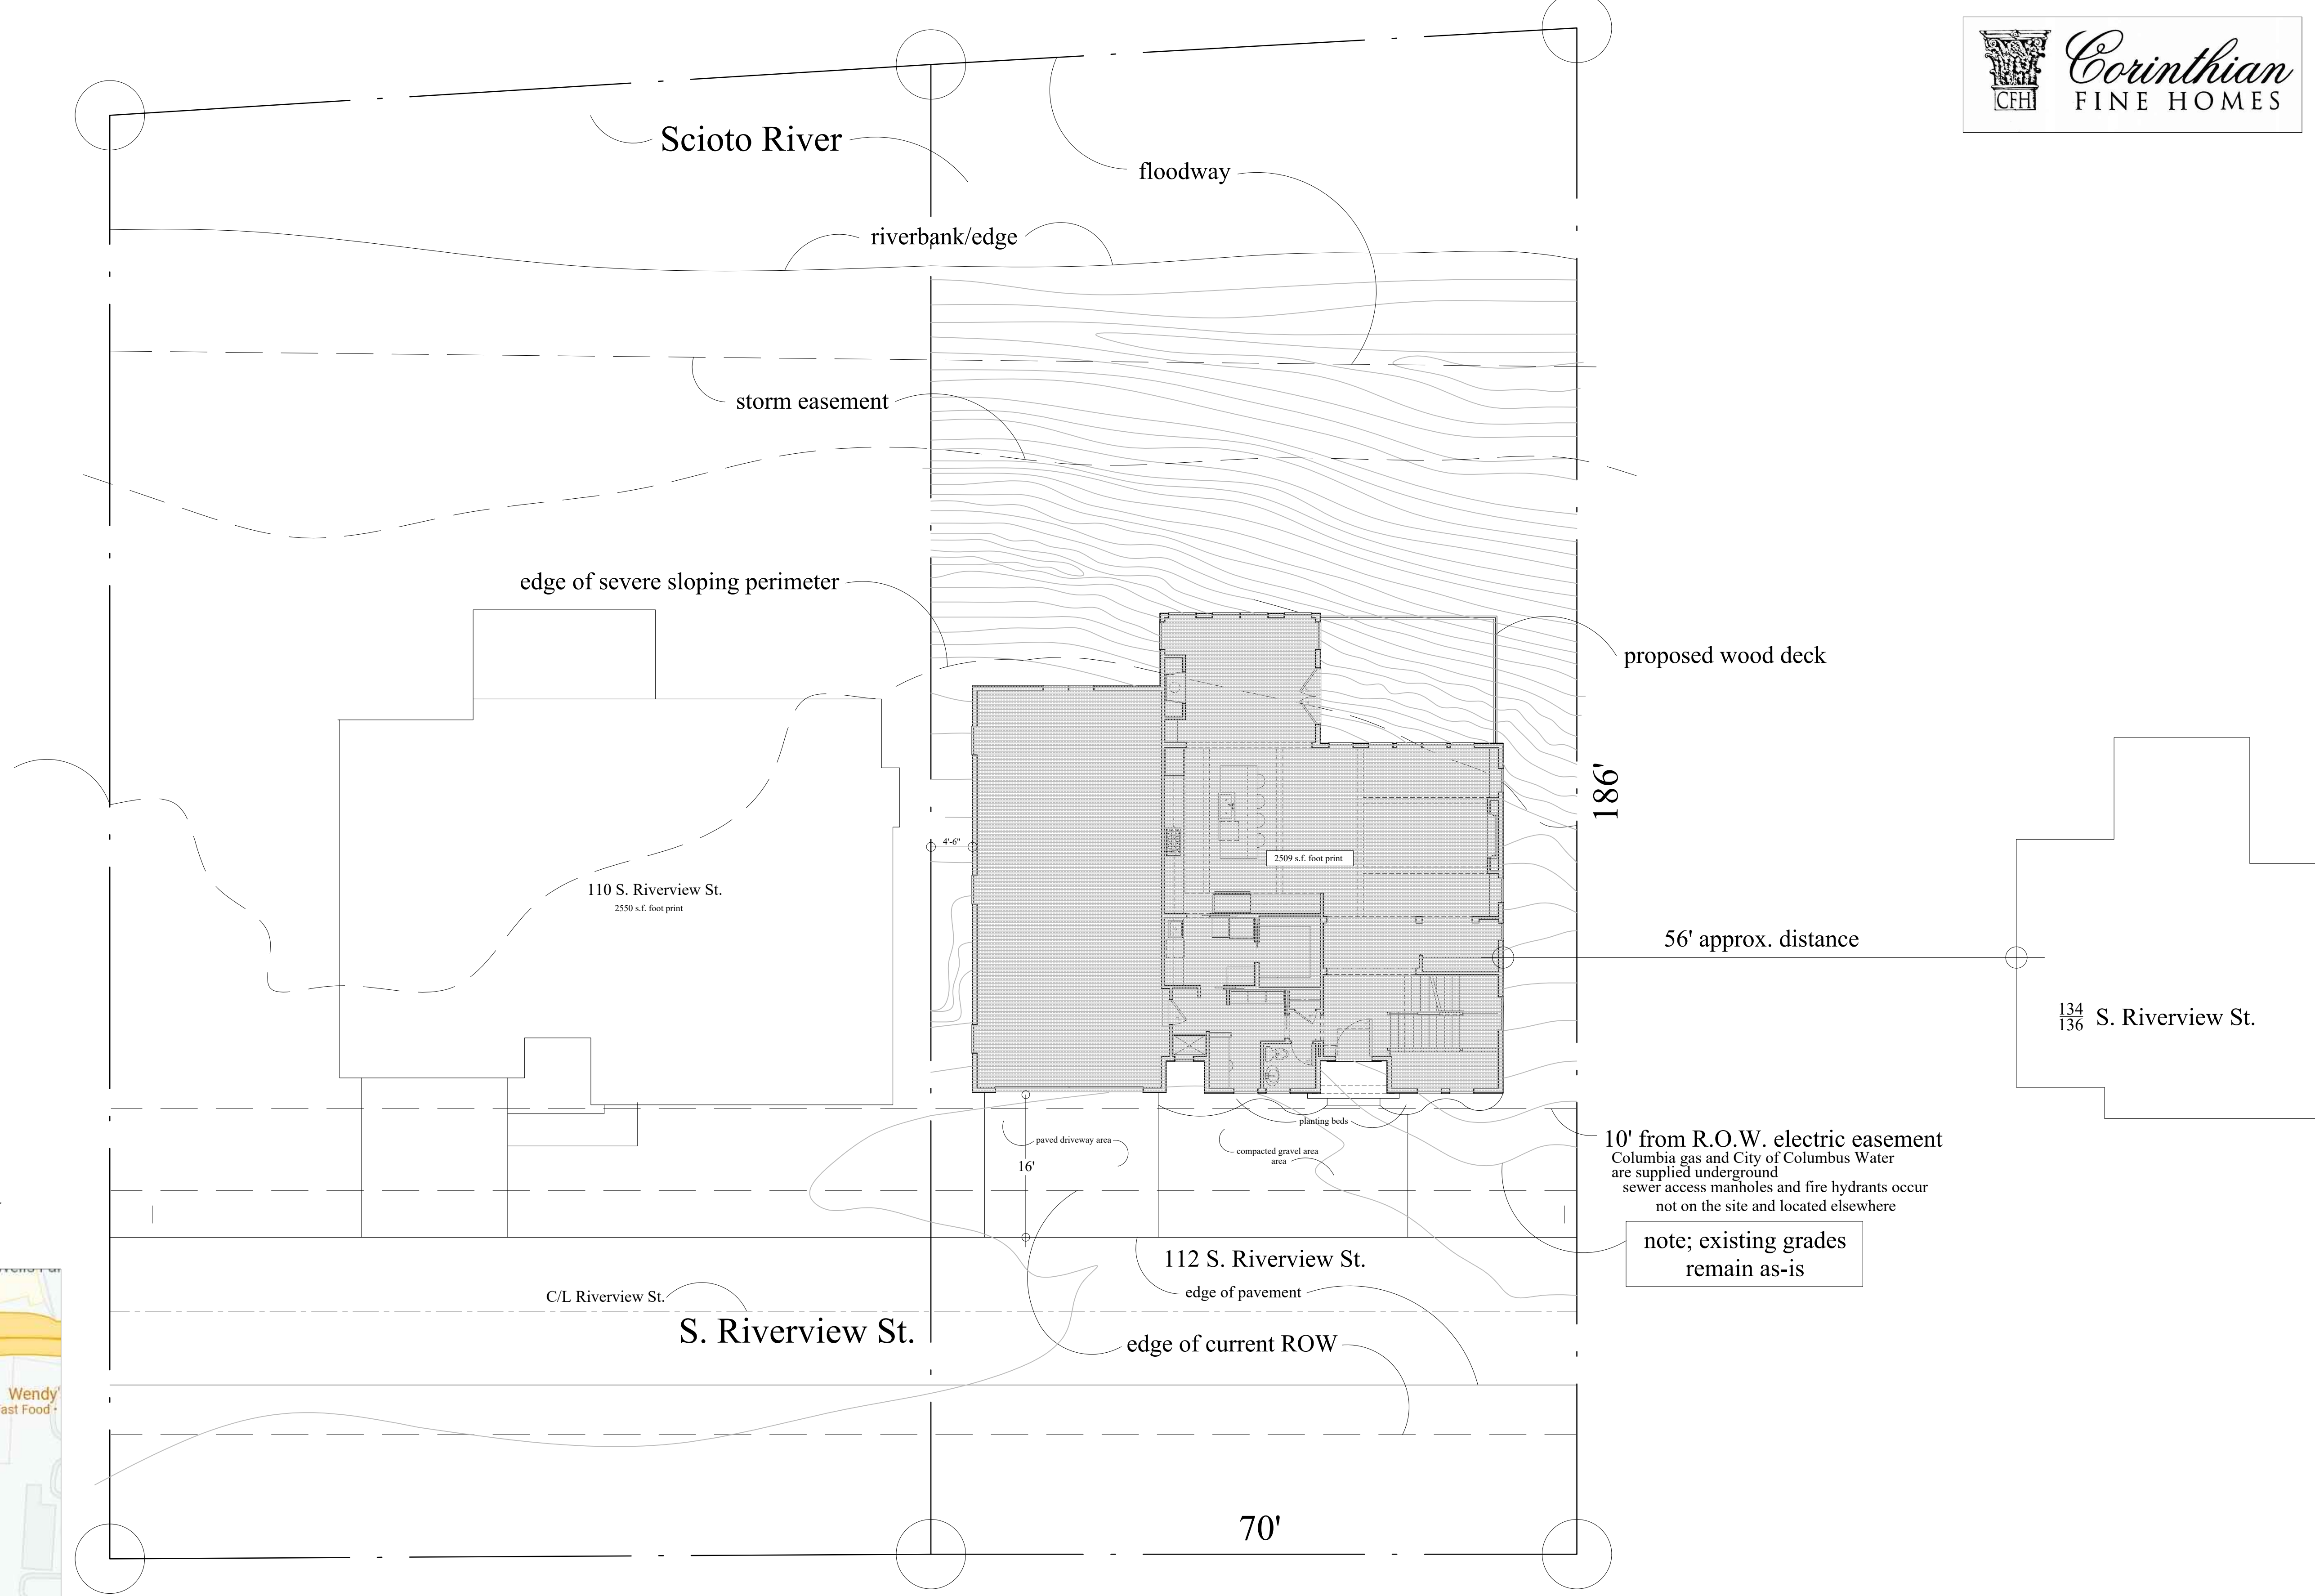 CFH
Corinthian
FINE HOMES
Scioto River
floodway
riverbank/edge
storm easement
edge of severe sloping perimeter
proposed wood deck
186'
4'-6"
2509 s.f. foot print
110 S. Riverview St.
2550 s.f. foot print
56' approx. distance
134
136 S. Riverview St.
planting beds
paved driveway area
compacted gravel area
area
16'
10' from R.O.W. electric easement
Columbia gas and City of Columbus Water
are supplied underground
sewer access manholes and fire hydrants occur
not on the site and located elsewhere
note; existing grades
remain as-is
112 S. Riverview St.
edge of pavement
C/L Riverview St.
S. Riverview St.
edge of current ROW
Wendy'
ast Food •
70'